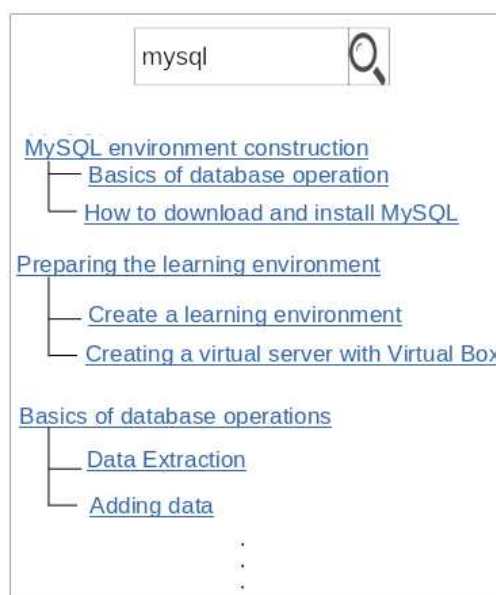 mysql
MySQL environment construction
Basics of database operation
How to download and install MySQL
Preparing the learning environment
Create a learning environment
Creating a virtual server with Virtual Box
Basics of database operations
Data Extraction
Adding data
.
.
.